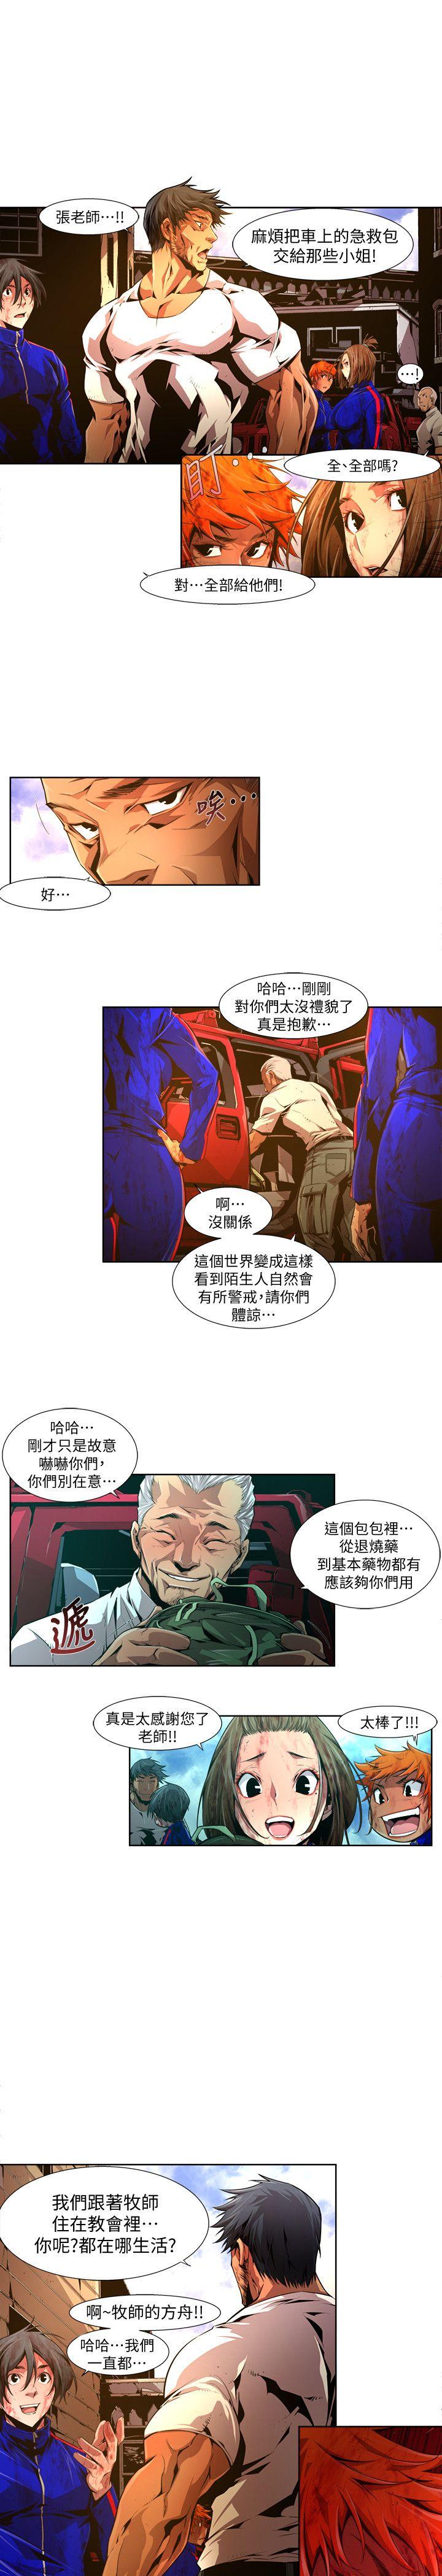 張老師…!!
麻煩把車上的急救包
交給那些小姐!
…!
盯…
全、全部嗎?
對…全部給他們!
唉…
好…
哈哈…剛剛
對你們太沒禮貌了
真是抱歉…
啊…
沒關係
這個世界變成這樣
看到陌生人自然會
有所警戒,請你們
體諒…
哈哈…
剛才只是故意
嚇嚇你們,
你們別在意…
這個包包裡…
從退燒藥
到基本藥物都有
應該夠你們用
遞
真是太感謝您了
老師!!
太棒了!!!
我們跟著牧師
住在教會裡…
你呢?都在哪生活?
啊~牧師的方舟!!
哈哈…我們
一直都…